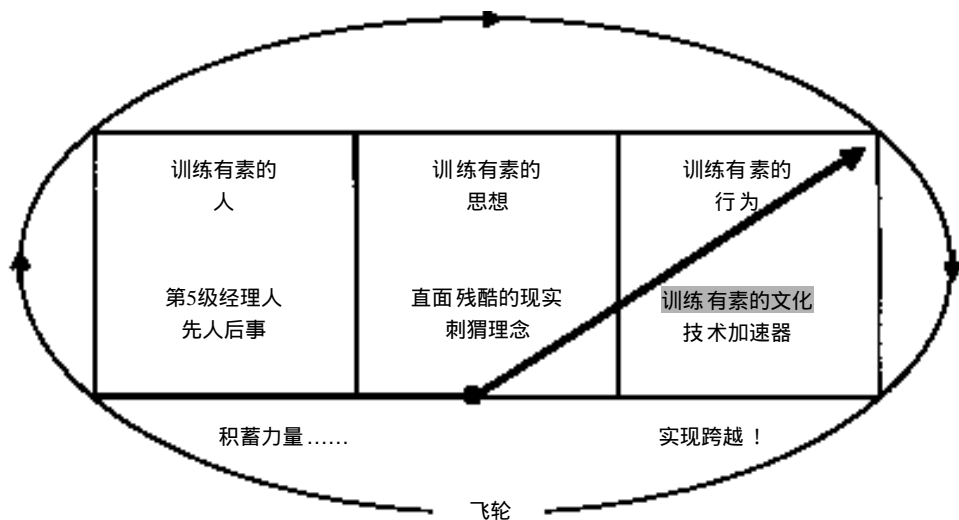 训练有素的
人
第5级经理人
先人后事
训练有素的
思想
直面残酷的现实
刺猬理念
训练有素的
行为
训练有素的文化
技术加速器
积蓄力量……
实现跨越！
飞轮